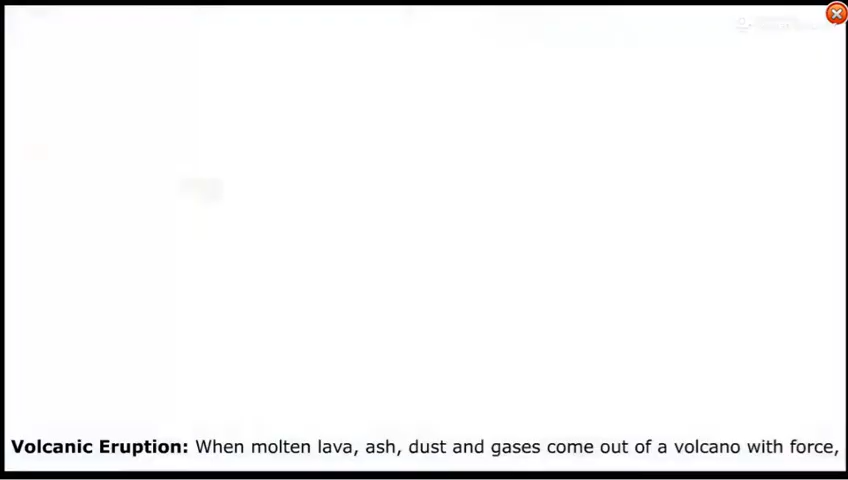 Volcanic Eruption: When molten lava, ash, dust and gases come out of a volcano with force,